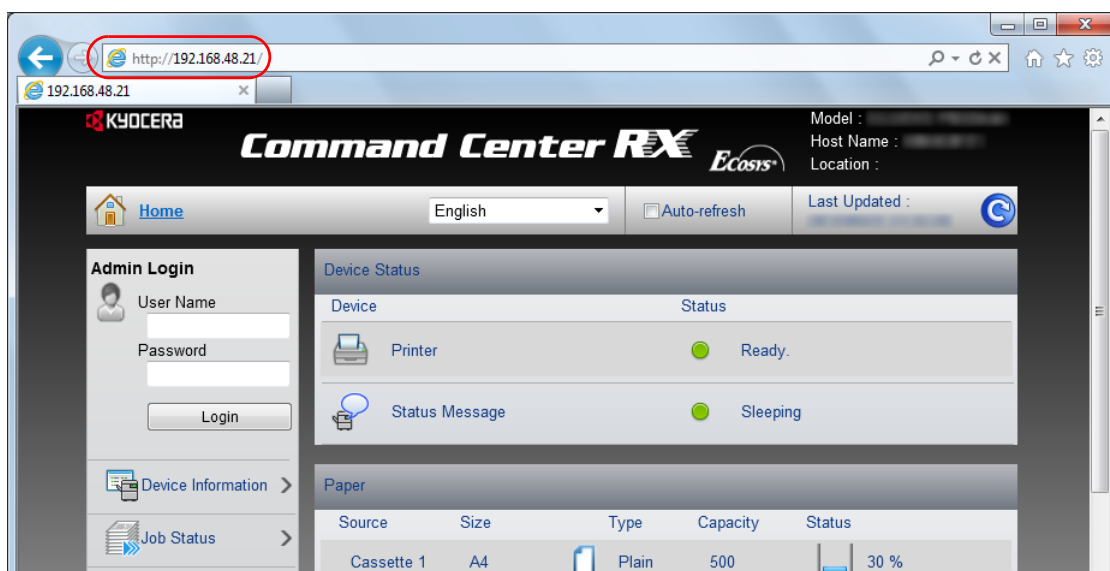 http://192.168.48.21/
192.168.48.21
KYOCERA
Command Center RX
Ecosys
Model :
Host Name :
Location :
Home
English
Auto-refresh
Last Updated :
Admin Login
User Name
Password
Login
Device Information
Job Status
Device Status
Device Status
Printer Ready.
Status Message Sleeping
Paper
Source Size Type Capacity Status
Cassette 1 A4 Plain 500 30 %